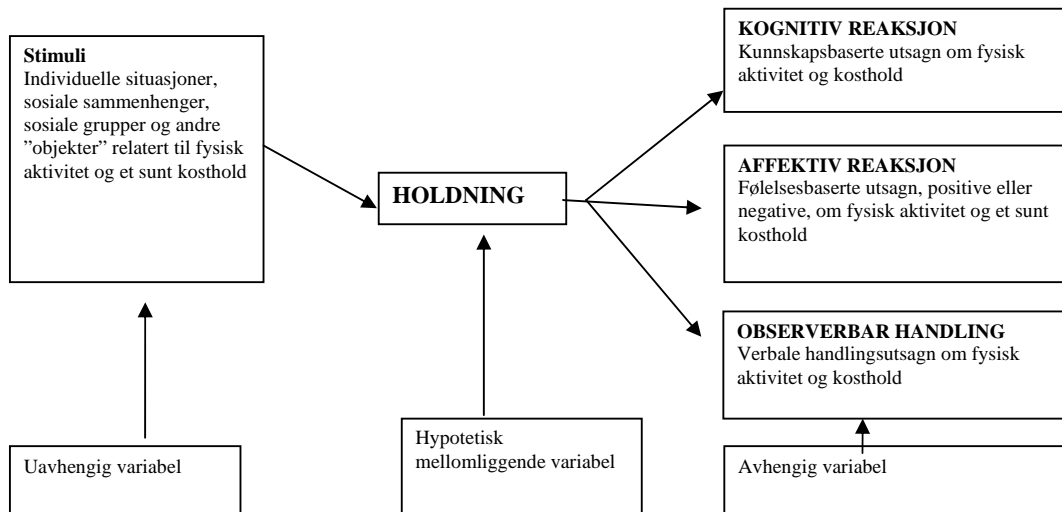 Stimuli
Individuelle situasjoner,
sosiale sammenhenger,
sosiale grupper og andre
”objekter” relatert til fysisk
aktivitet og et sunt kosthold
HOLDNING
KOGNITIV REAKSJON
Kunnskapsbaserte utsagn om fysisk
aktivitet og kosthold
AFFEKTIV REAKSJON
Følelsesbaserte utsagn, positive eller
negative, om fysisk aktivitet og et sunt
kosthold
OBSERVERBAR HANDLING
Verbale handlingsutsagn om fysisk
aktivitet og kosthold
Uavhengig variabel
Hypotetisk
mellomliggende variabel
Avhengig variabel